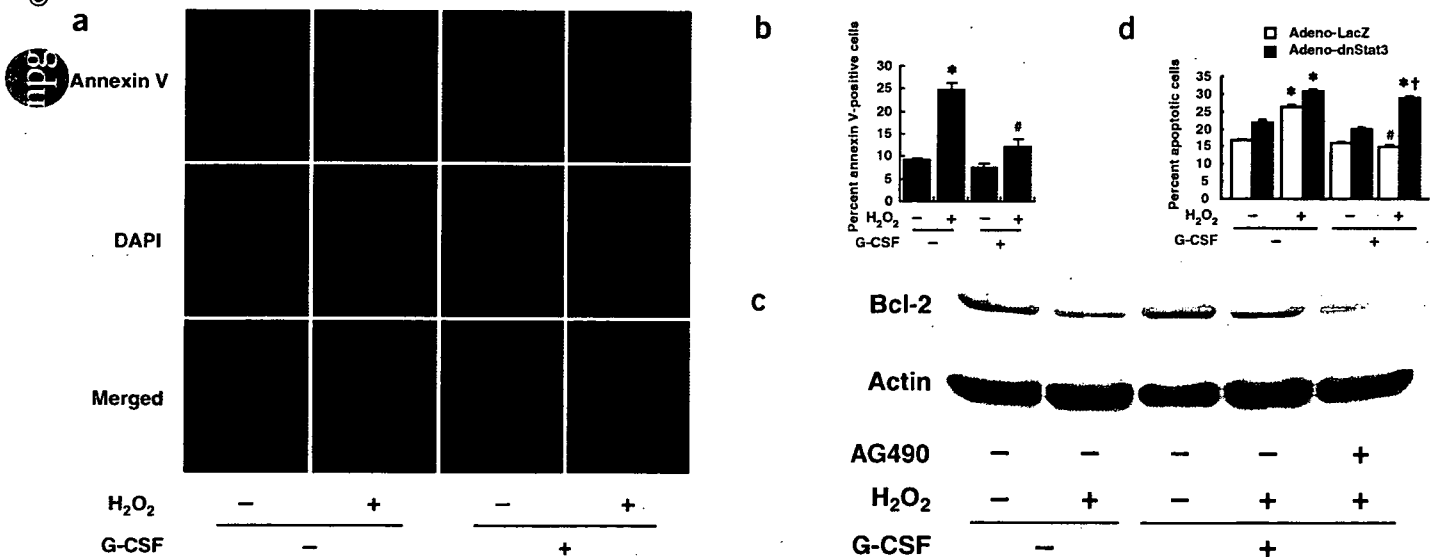 ©
npg
a
Annexin V
DAPI
Merged
H₂O₂ − + − +
G-CSF − +
b
Percent annexin V-positive cells
30
25
20
15
10
5
0
*
#
H₂O₂ − + − +
G-CSF − +
d
Adeno-LacZ
Adeno-dnStat3
Percent apoptotic cells
35
30
25
20
15
10
5
0
* * # *†
H₂O₂ − + − +
G-CSF − +
c
Bcl-2
Actin
AG490 − − − − +
H₂O₂ − + − + +
G-CSF − +